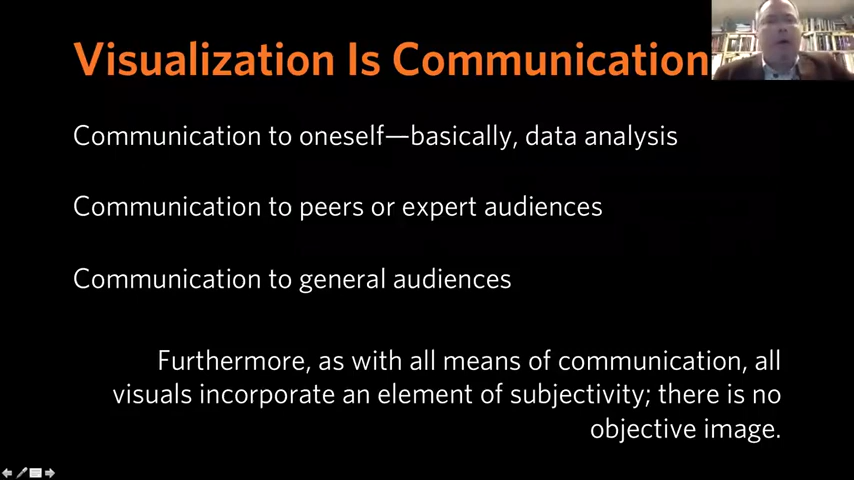 Visualization Is Communication
Communication to oneself—basically, data analysis
Communication to peers or expert audiences
Communication to general audiences
Furthermore, as with all means of communication, all
visuals incorporate an element of subjectivity; there is no
objective image.